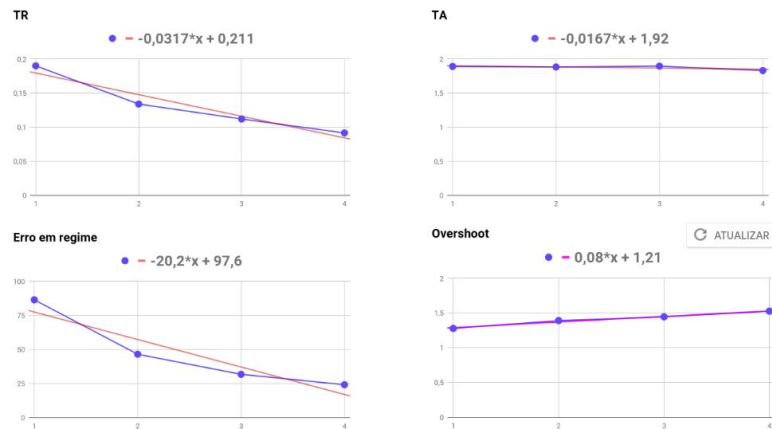 TR
-0,0317*x + 0,211
0,2
0,15
0,1
0,05
0
1 2 3 4
TA
-0,0167*x + 1,92
2
1,5
1
0,5
0
1 2 3 4
Erro em regime
-20,2*x + 97,6
100
75
50
25
0
1 2 3 4
Overshoot
ATUALIZAR
0,08*x + 1,21
2
1,5
1
0,5
0
1 2 3 4